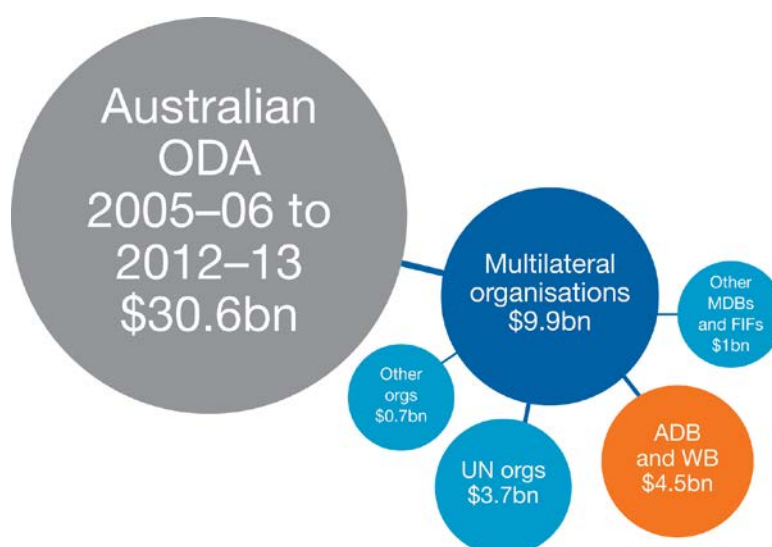 Australian
ODA
2005–06 to
2012–13
$30.6bn
Multilateral
organisations
$9.9bn
Other
MDBs
and FIFs
$1bn
Other
orgs
$0.7bn
ADB
and WB
$4.5bn
UN orgs
$3.7bn